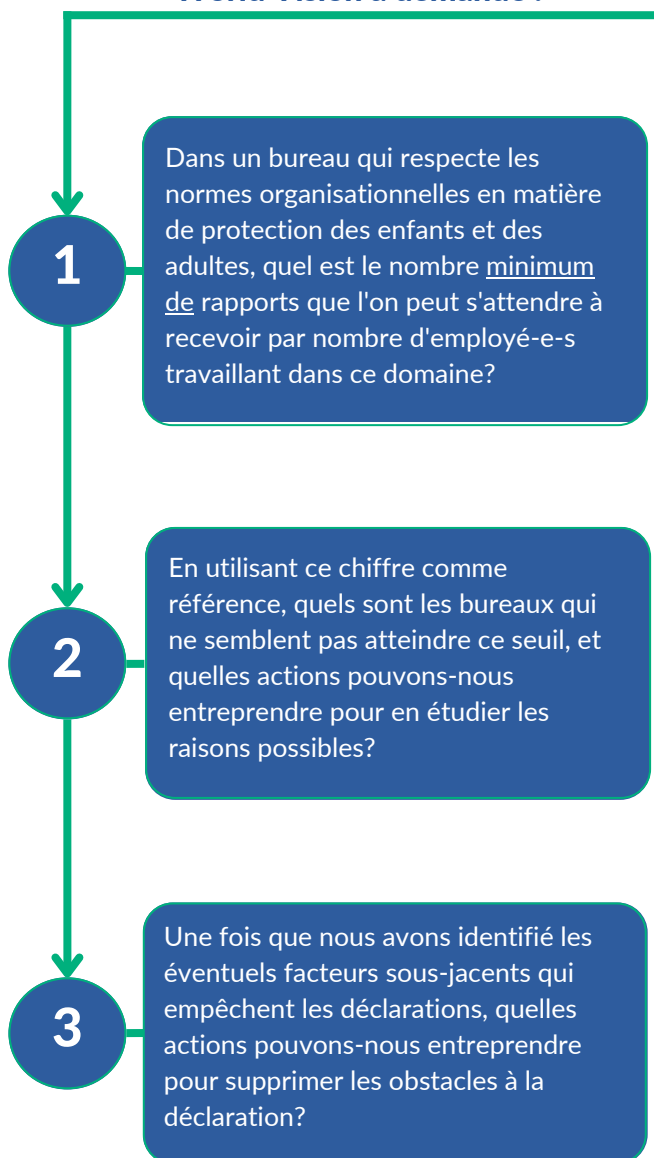 World Vision a demandé :
1
Dans un bureau qui respecte les
normes organisationnelles en matière
de protection des enfants et des
adultes, quel est le nombre minimum
de rapports que l'on peut s'attendre à
recevoir par nombre d'employé-e-s
travaillant dans ce domaine?
2
En utilisant ce chiffre comme
référence, quels sont les bureaux qui
ne semblent pas atteindre ce seuil, et
quelles actions pouvons-nous
entreprendre pour en étudier les
raisons possibles?
3
Une fois que nous avons identifié les
éventuels facteurs sous-jacents qui
empêchent les déclarations, quelles
actions pouvons-nous entreprendre
pour supprimer les obstacles à la
déclaration?